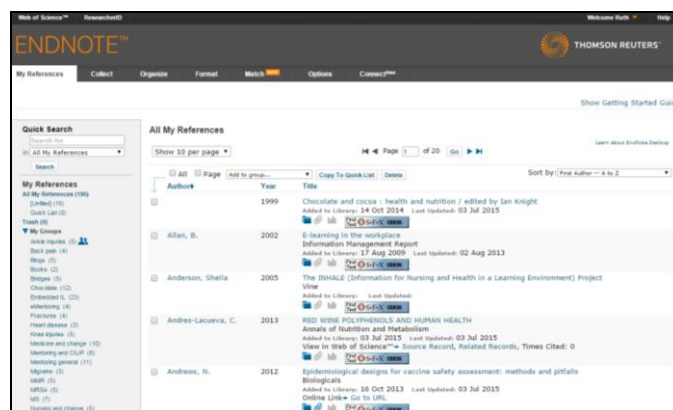 Web of Science™ ResearcherID Welcome Ruth Help
ENDNOTE™ THOMSON REUTERS
My References Collect Organize Format Match Options Connect
Show Getting Started Gui
Quick Search
Search for
in All My References
Search
My References
All My References (195)
[Unfiled] (16)
Quick List (0)
Trash (0)
My Groups
Ankle Injuries (5)
Back pain (4)
Blogs (5)
Books (2)
Bridges (5)
Chocolate (12)
Embedded IL (23)
eMentoring (4)
Fractures (4)
Heart disease (3)
Knee injuries (5)
Medicine and change (10)
Mentoring and CILIP (8)
Mentoring general (11)
Migraine (5)
MMR (5)
MRSA (5)
MS (7)
Nursing and change (5)
All My References
Show 10 per page Page 1 of 20 Go
Learn about EndNote Desktop
All Page Add to group... Copy To Quick List Delete Sort by: First Author -- A to Z
Author Year Title
1999 Chocolate and cocoa : health and nutrition / edited by Ian Knight
Added to Library: 14 Oct 2014 Last Updated: 03 Jul 2015
Allan, B. 2002 E-learning in the workplace
Information Management Report
Added to Library: 17 Aug 2009 Last Updated: 02 Aug 2013
Anderson, Sheila 2005 The INHALE (Information for Nursing and Health in a Learning Environment) Project
Vine
Added to Library: Last Updated:
Andres-Lacueva, C. 2013 RED WINE POLYPHENOLS AND HUMAN HEALTH
Annals of Nutrition and Metabolism
Added to Library: 03 Jul 2015 Last Updated: 03 Jul 2015
View in Web of Science™ Source Record, Related Records, Times Cited: 0
Andrews, N. 2012 Epidemiological designs for vaccine safety assessment: methods and pitfalls
Biologicals
Added to Library: 16 Oct 2013 Last Updated: 03 Jul 2015
Online Link Go to URL